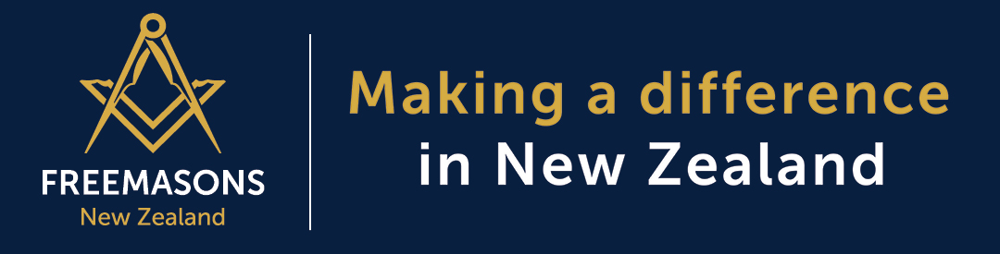 FREEMASONS
New Zealand
Making a difference
in New Zealand